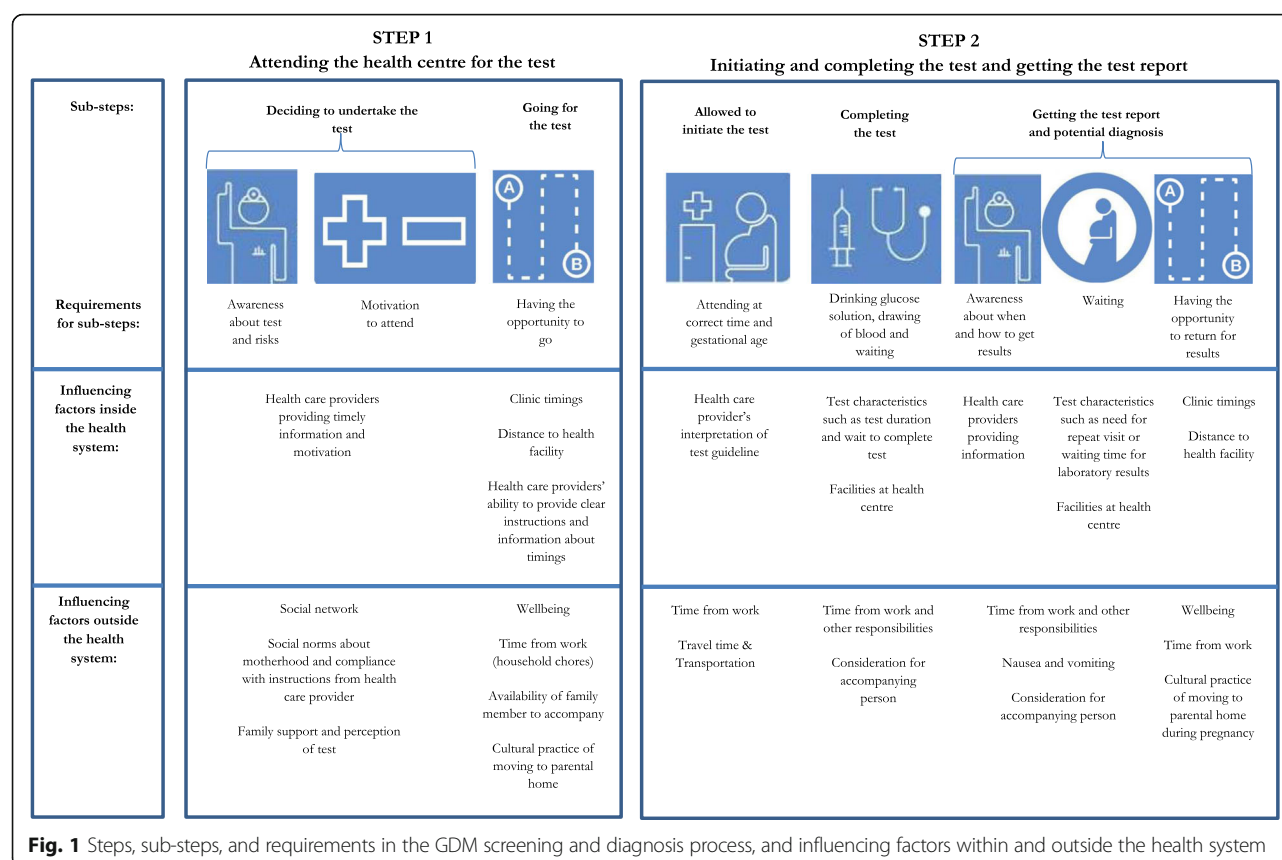 STEP 1
Attending the health centre for the test
STEP 2
Initiating and completing the test and getting the test report
Sub-steps:
Deciding to undertake the
test
Going for
the test
Allowed to
initiate the test
Completing
the test
Getting the test report
and potential diagnosis
A
B
A
B
Requirements
for sub-steps:
Awareness
about test
and risks
Motivation
to attend
Having the
opportunity to
go
Attending at
correct time and
gestational age
Drinking glucose
solution, drawing
of blood and
waiting
Awareness
about when
and how to get
results
Waiting
Having the
opportunity
to return for
results
Influencing
factors inside
the health
system:
Health care providers
providing timely
information and
motivation
Clinic timings
Distance to health
facility
Health care providers'
ability to provide clear
instructions and
information about
timings
Health care
provider's
interpretation of
test guideline
Test characteristics
such as test duration
and wait to complete
test
Facilities at health
centre
Health care
providers
providing
information
Test characteristics
such as need for
repeat visit or
waiting time for
laboratory results
Facilities at health
centre
Clinic timings
Distance to
health facility
Influencing
factors outside
the health
system:
Social network
Social norms about
motherhood and compliance
with instructions from health
care provider
Family support and perception
of test
Wellbeing
Time from work
(household chores)
Availability of family
member to accompany
Cultural practice of
moving to parental
home
Time from work
Travel time &
Transportation
Time from work and
other responsibilities
Consideration for
accompanying
person
Time from work and other
responsibilities
Nausea and vomiting
Consideration for
accompanying person
Wellbeing
Time from work
Cultural practice
of moving to
parental home
during pregnancy
Fig. 1 Steps, sub-steps, and requirements in the GDM screening and diagnosis process, and influencing factors within and outside the health system